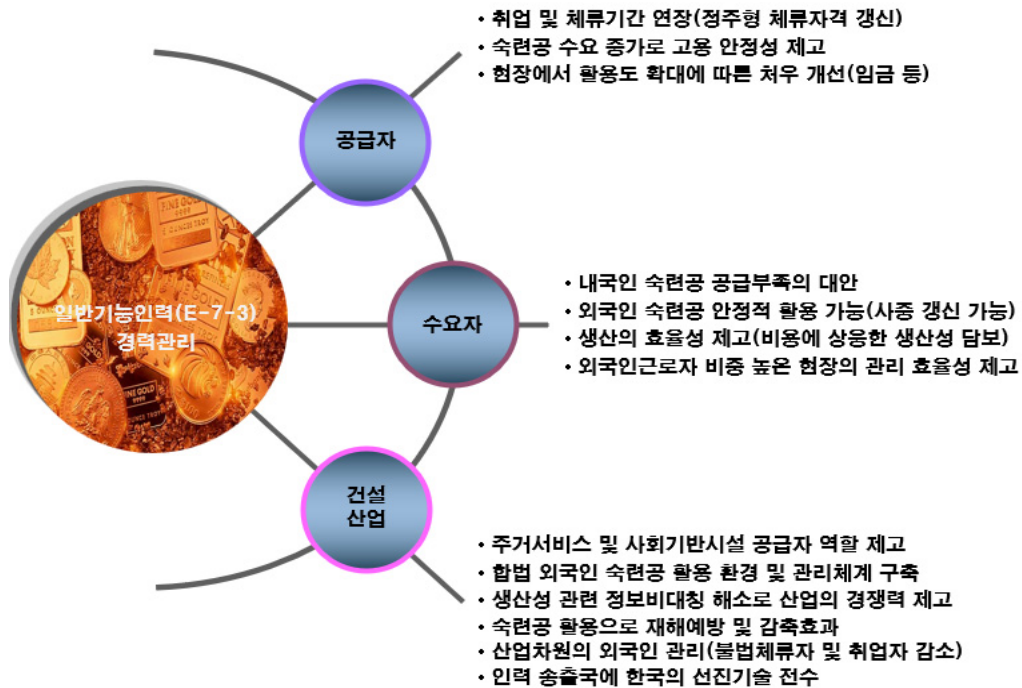 • 취업 및 체류기간 연장(정주형 체류자격 갱신)
• 숙련공 수요 증가로 고용 안정성 제고
• 현장에서 활용도 확대에 따른 처우 개선(임금 등)
공급자
일반기능인력(E-7-3)
경력관리
수요자
• 내국인 숙련공 공급부족의 대안
• 외국인 숙련공 안정적 활용 가능(사증 갱신 가능)
• 생산의 효율성 제고(비용에 상응한 생산성 담보)
• 외국인근로자 비중 높은 현장의 관리 효율성 제고
건설
산업
• 주거서비스 및 사회기반시설 공급자 역할 제고
• 합법 외국인 숙련공 활용 환경 및 관리체계 구축
• 생산성 관련 정보비대칭 해소로 산업의 경쟁력 제고
• 숙련공 활용으로 재해예방 및 감축효과
• 산업차원의 외국인 관리(불법체류자 및 취업자 감소)
• 인력 송출국에 한국의 선진기술 전수
FINE GOLD
9999
FINE GOLD
9999